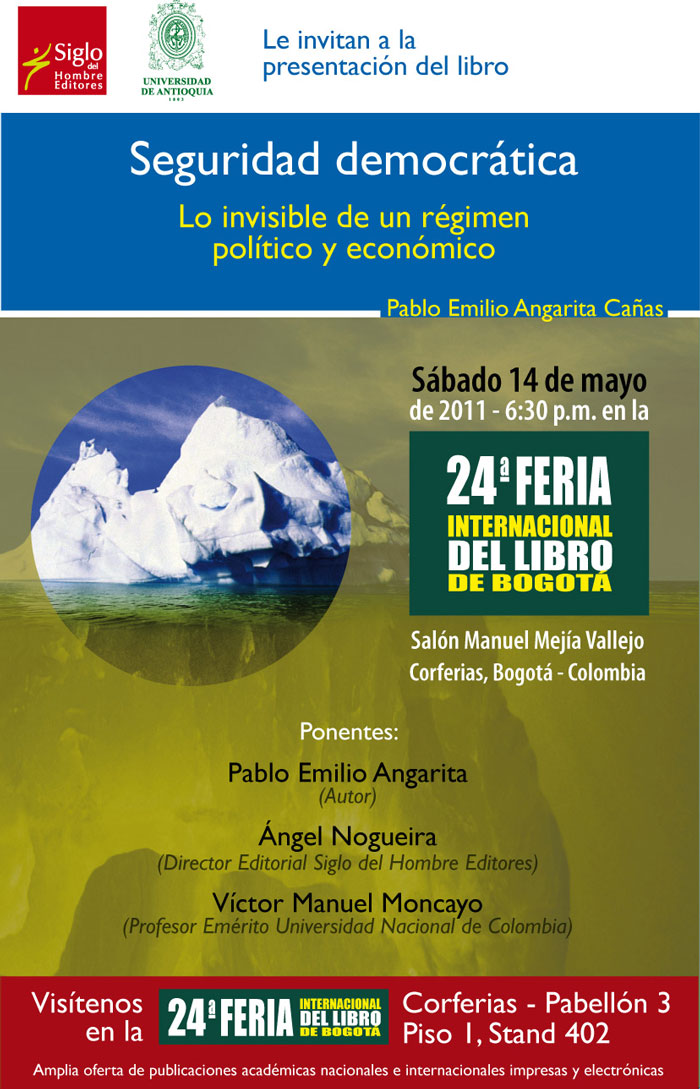 Siglo
del
Hombre
Editores
UNIVERSIDAD
DE ANTIOQUIA
1803
Le invitan a la
presentación del libro
Seguridad democrática
Lo invisible de un régimen
político y económico
Pablo Emilio Angarita Cañas
Sábado 14 de mayo
de 2011 - 6:30 p.m. en la
24ª FERIA
INTERNACIONAL
DEL LIBRO
DE BOGOTÁ
Salón Manuel Mejía Vallejo
Corferias, Bogotá - Colombia
Ponentes:
Pablo Emilio Angarita
(Autor)
Ángel Nogueira
(Director Editorial Siglo del Hombre Editores)
Víctor Manuel Moncayo
(Profesor Emérito Universidad Nacional de Colombia)
Visítenos
en la
24ª FERIA
INTERNACIONAL
DEL LIBRO
DE BOGOTÁ
Corferias - Pabellón 3
Piso 1, Stand 402
Amplia oferta de publicaciones académicas nacionales e internacionales impresas y electrónicas